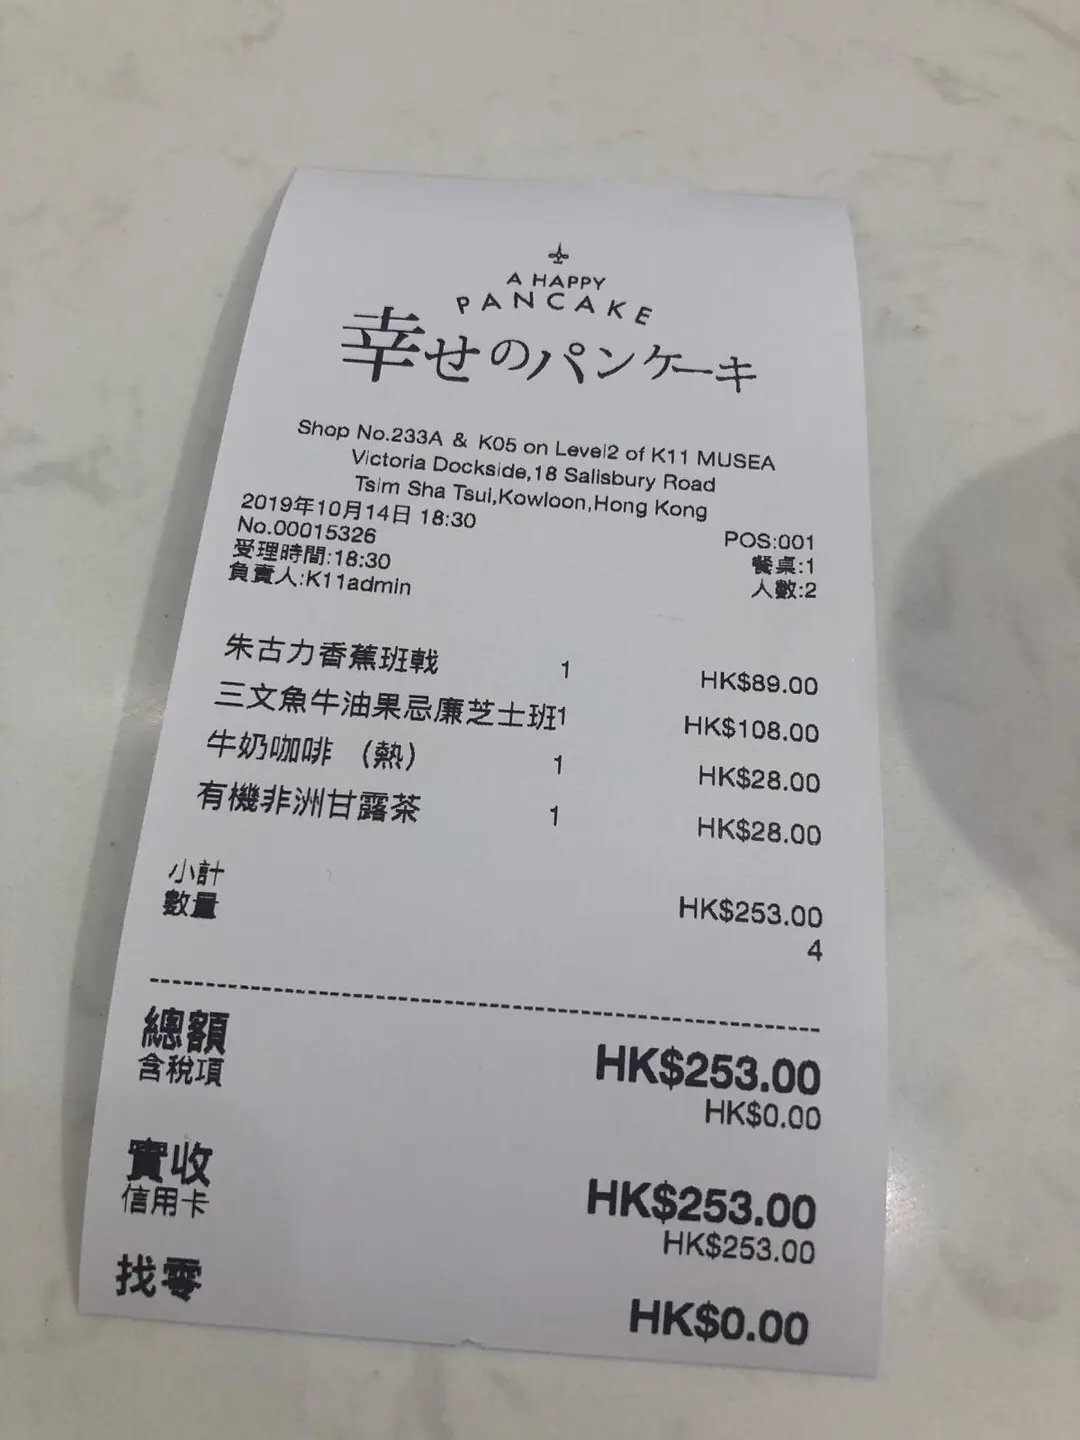 A HAPPY
PANCAKE
幸せのパンケーキ
Shop No.233A & K05 on Level2 of K11 MUSEA
Victoria Dockside,18 Salisbury Road
Tsim Sha Tsui,Kowloon,Hong Kong
2019年10月14日 18:30
No.00015326 POS:001
受理時間:18:30 餐桌:1
負責人:K11admin 人數:2
朱古力香蕉班戟 1 HK$89.00
三文魚牛油果忌廉芝士班1 HK$108.00
牛奶咖啡 (熱) 1 HK$28.00
有機非洲甘露茶 1 HK$28.00
小計 HK$253.00
數量 4
總額 HK$253.00
含稅項 HK$0.00
實收 HK$253.00
信用卡 HK$253.00
找零 HK$0.00